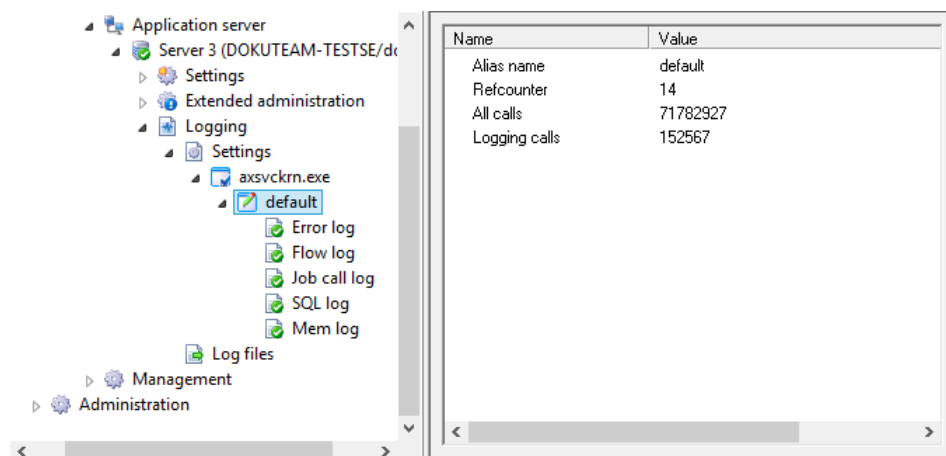 Application server
Server 3 (DOKUTEAM-TESTSE/dc
Settings
Extended administration
Logging
Settings
axsvckrn.exe
default
Error log
Flow log
Job call log
SQL log
Mem log
Log files
Management
Administration
Name Value
Alias name default
Refcounter 14
All calls 71782927
Logging calls 152567